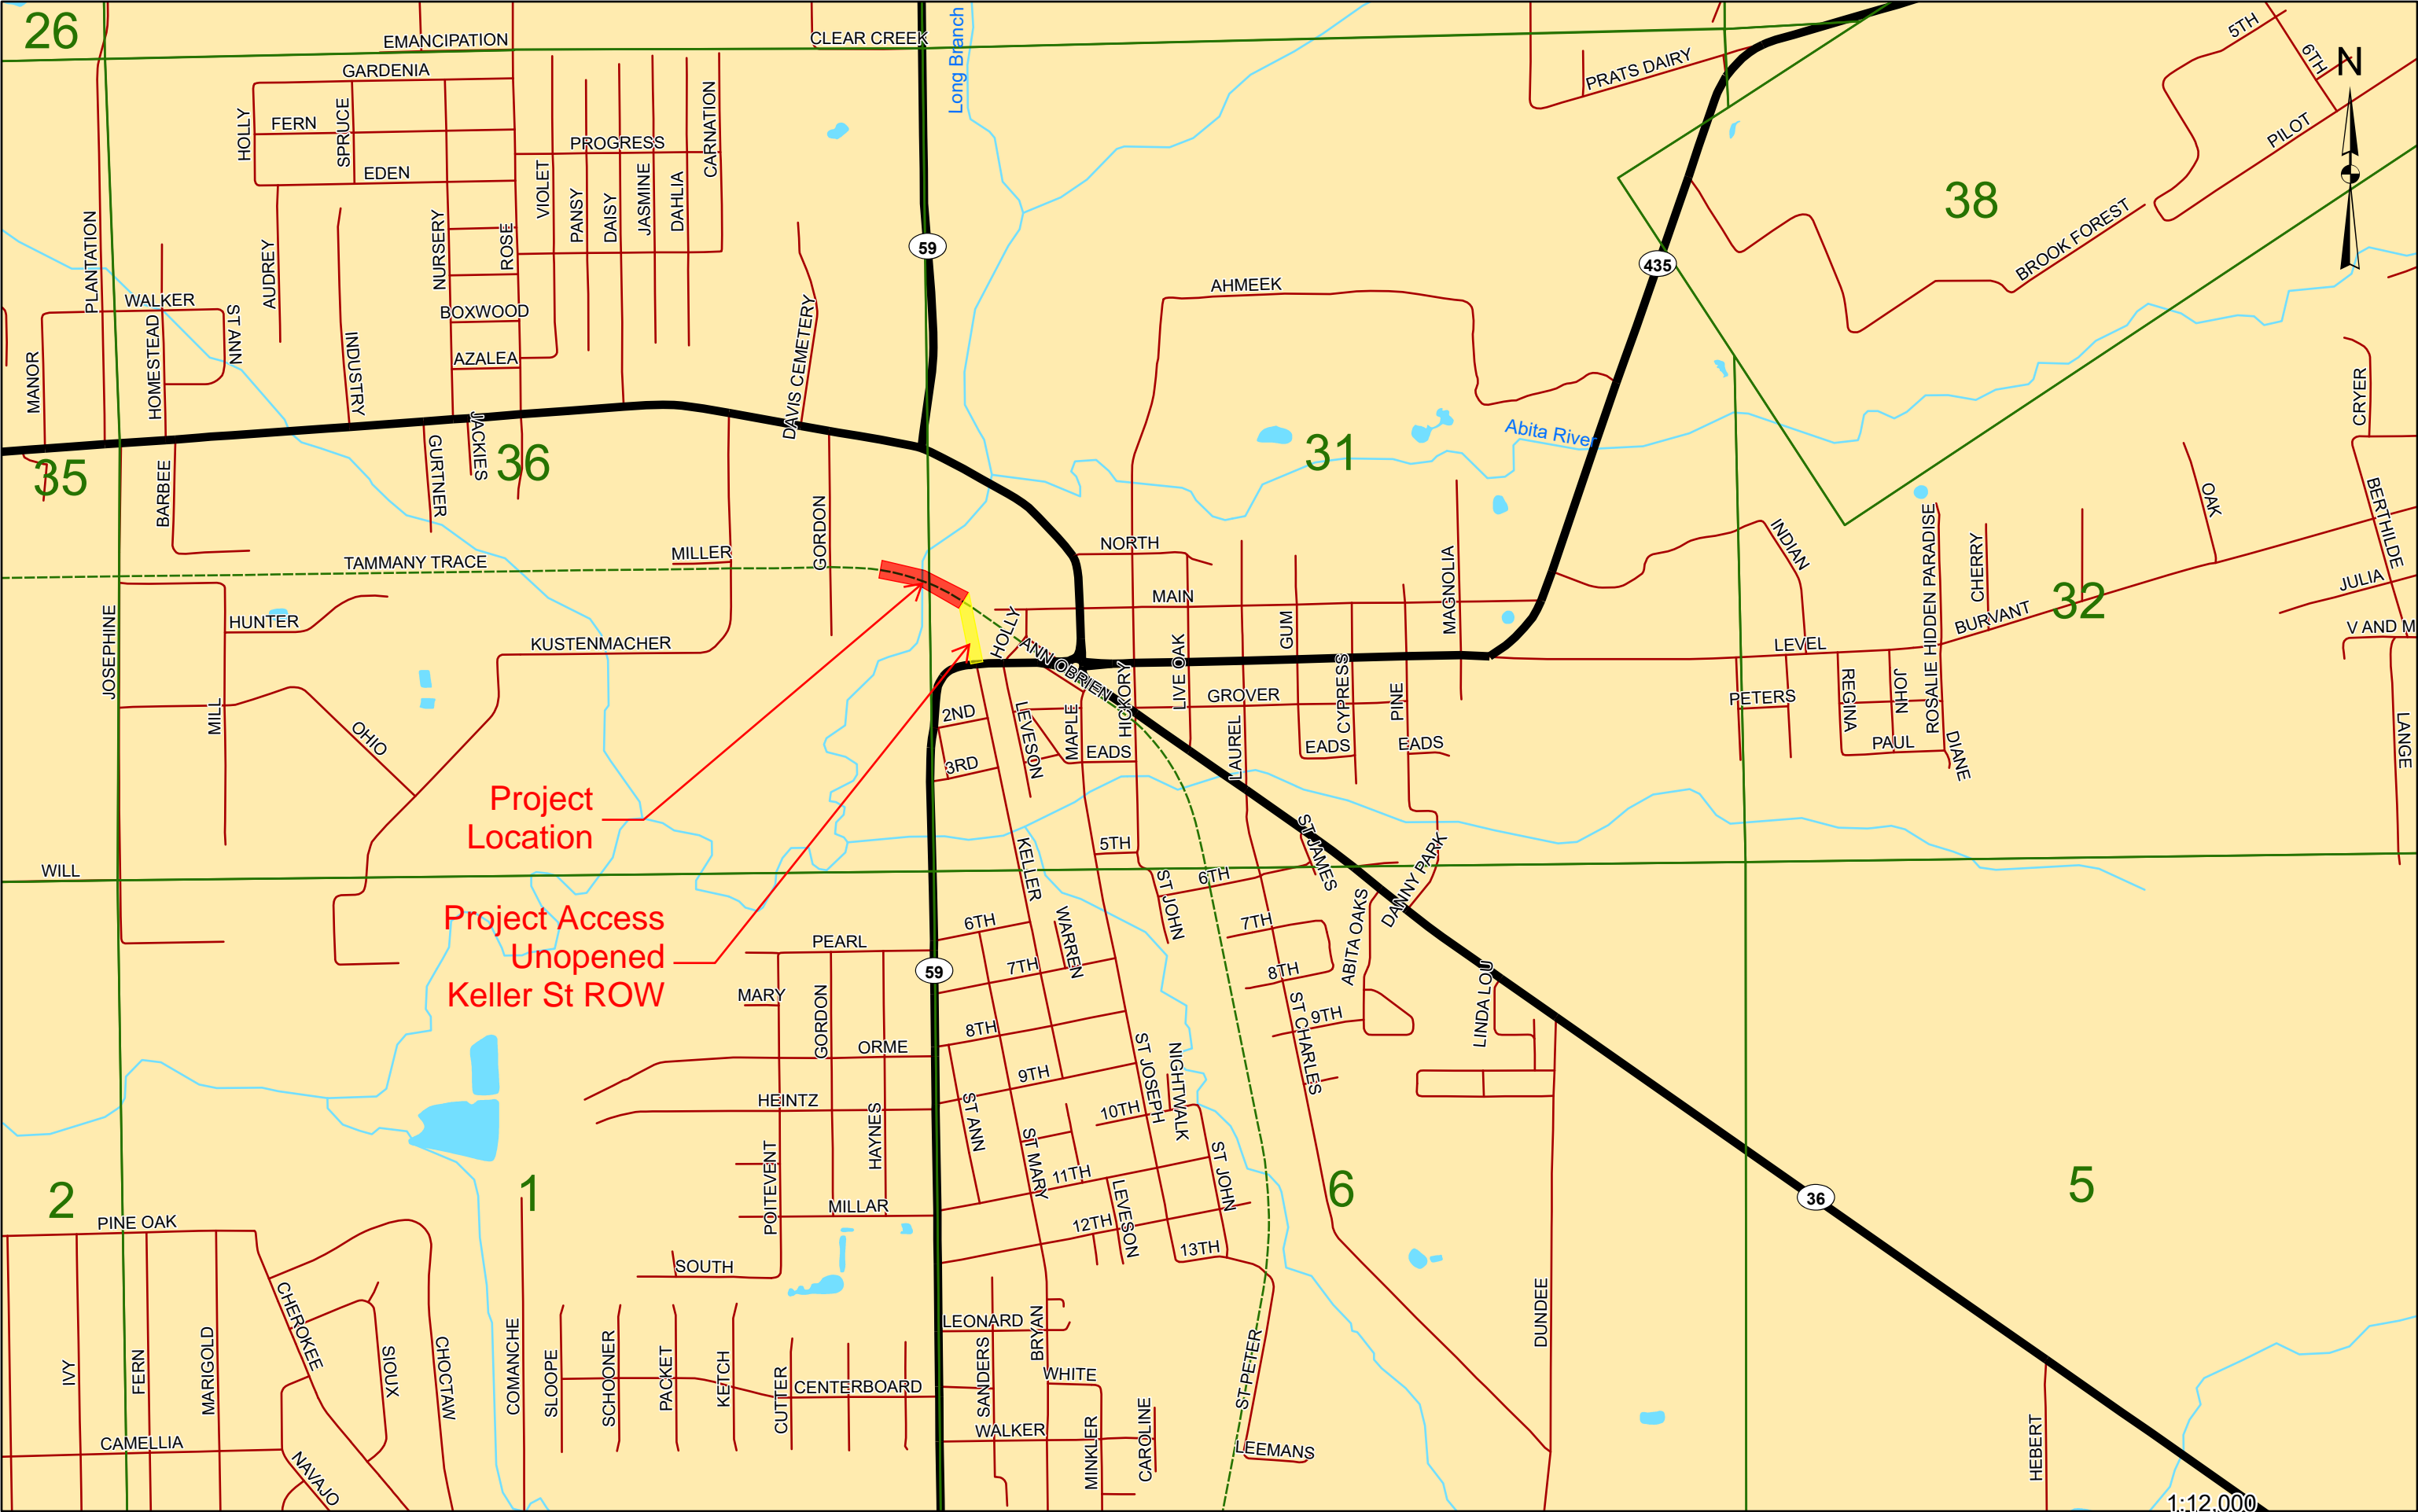 26
EMANCIPATION
CLEAR CREEK
Long Branch
PRATS DAIRY
5TH
6TH
N
GARDENIA
HOLLY
FERN
SPRUCE
EDEN
PROGRESS
CARNATION
VIOLET
PANSY
DAISY
JASMINE
DAHLIA
PILOT
38
PLANTATION
AUDREY
NURSERY
ROSE
59
435
BROOK FOREST
WALKER
ST ANN
HOMESTEAD
MANOR
INDUSTRY
BOXWOOD
AZALEA
DAVIS CEMETERY
AHMEEK
CRYER
35
36
JACKIES
GURTNER
BARBEE
31
Abita River
GORDON
OAK
BERTHILDE
TAMMANY TRACE
MILLER
NORTH
MAGNOLIA
INDIAN
HIDDEN PARADISE
CHERRY
32
JULIA
MAIN
JOSEPHINE
HUNTER
KUSTENMACHER
HOLLY
ANN OBRIEN
HICKORY
LIVE OAK
GUM
CYPRESS
PINE
LEVEL
BURVANT
V AND M
MILL
OHIO
2ND
3RD
LEVESON
MAPLE
EADS
GROVER
LAUREL
EADS
EADS
PETERS
REGINA
JOHN
ROSALIE
PAUL
DIANE
LANGE
Project
Location
KELLER
5TH
ST JAMES
DANNY PARK
WILL
6TH
ST JOHN
Project Access
Unopened
Keller St ROW
PEARL
59
6TH
WARREN
7TH
7TH
8TH
ABITA OAKS
MARY
GORDON
ORME
8TH
9TH
ST CHARLES
LINDA LOU
9TH
ST JOSEPH
NIGHTWALK
HEINTZ
HAYNES
ST ANN
10TH
POITEVENT
ST MARY
11TH
ST JOHN
LEVESON
2
1
6
36
5
PINE OAK
MILLAR
12TH
13TH
SOUTH
CHEROKEE
IVY
FERN
MARIGOLD
SIOUX
CHOCTAW
COMANCHE
SLOOPE
SCHOONER
PACKET
KETCH
CUTTER
CENTERBOARD
LEONARD
SANDERS
BRYAN
WHITE
ST PETER
DUNDEE
CAMELLIA
NAVAJO
WALKER
MINKLER
CAROLINE
LEEMANS
HEBERT
1:12,000